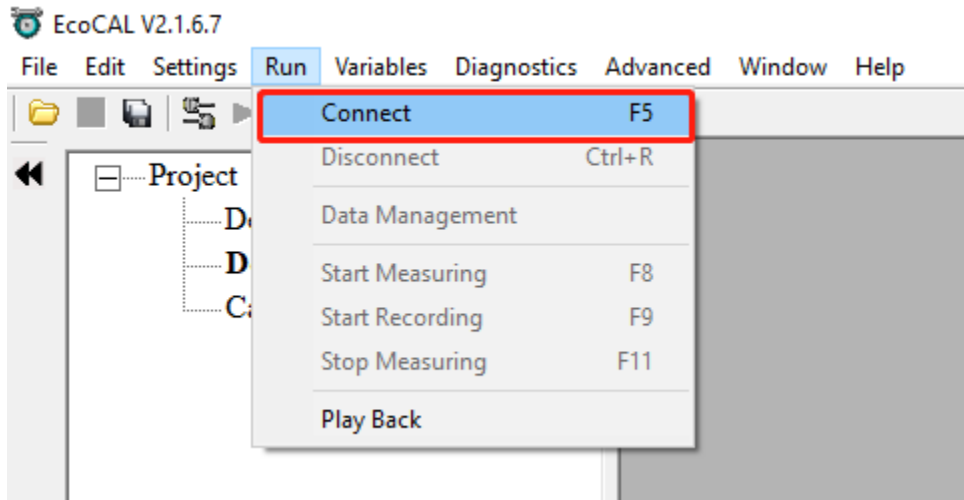 EcoCAL V2.1.6.7
File Edit Settings Run Variables Diagnostics Advanced Window Help
Connect F5
Project
Disconnect Ctrl+R
Data Management
Start Measuring F8
Start Recording F9
Stop Measuring F11
Play Back